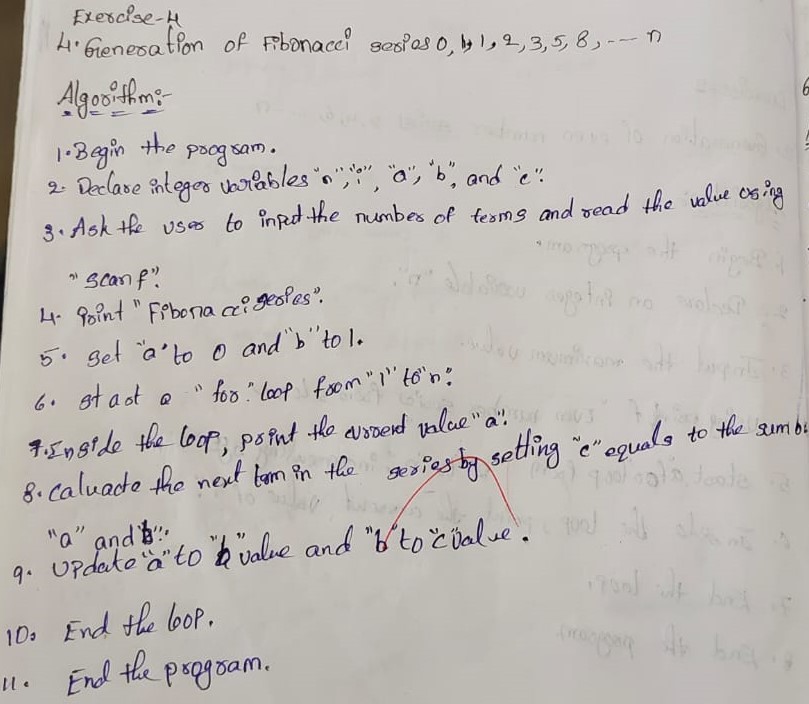 Exercise-4
4. Generation of Fibonacci series 0, 1, 1, 2, 3, 5, 8, --- n
Algorithm:-
1. Begin the program.
2. Declare integer variables "n", "i", "a", "b", and "c".
3. Ask the user to input the number of terms and read the value using
"scanf".
4. Print "Fibonacci series".
5. Set "a" to 0 and "b" to 1.
6. Start a "for" loop from "1" to "n".
7. Inside the loop, print the current value "a".
8. Caluacte the next term in the series by setting "c" equals to the sum
"a" and "b".
9. Update "a" to "b" value and "b" to "c" value.
10. End the loop.
11. End the program.